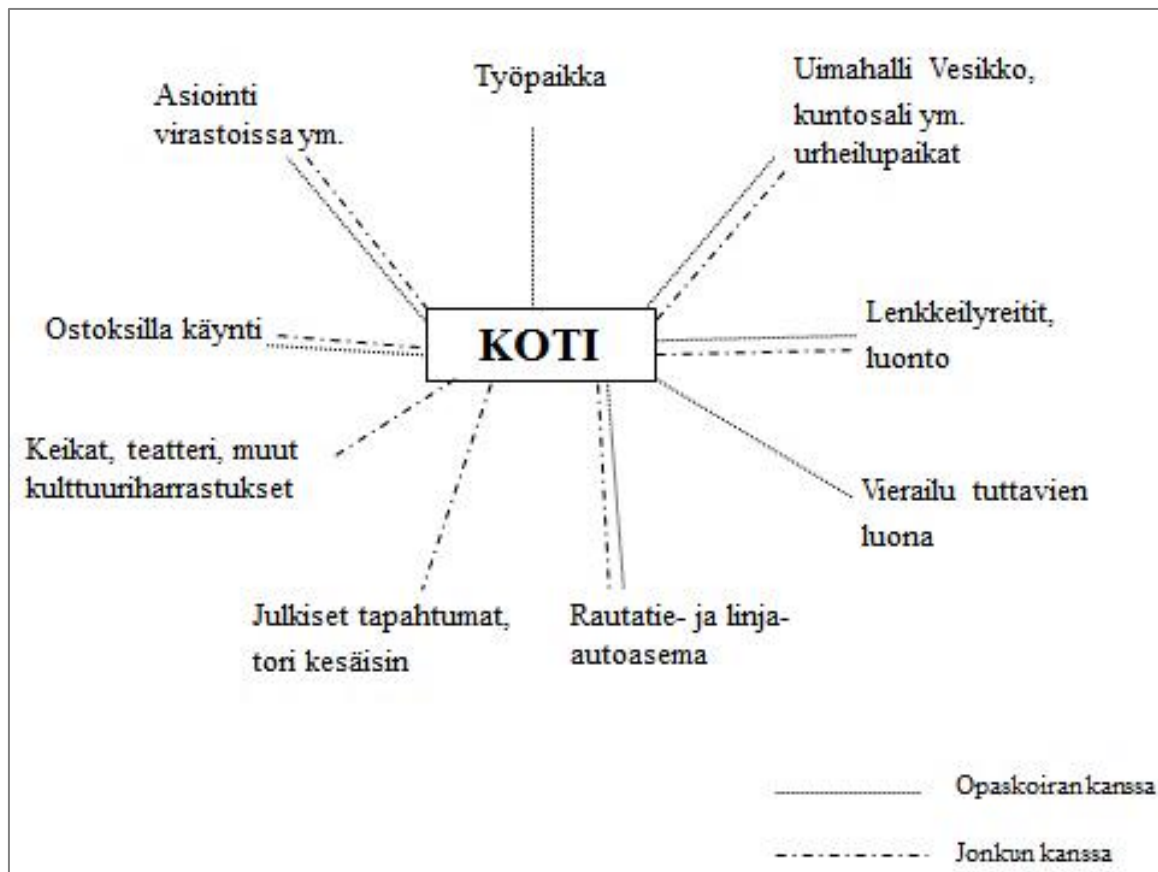 Asiointi
virastoissa ym.
Työpaikka
Uimahalli Vesikko,
kuntosali ym.
urheilupaikat
Ostoksilla käynti
KOTI
Lenkkeilyreitit,
luonto
Keikat, teatteri, muut
kulttuuriharrastukset
Vierailu tuttavien
luona
Julkiset tapahtumat,
tori kesäisin
Rautatie- ja linja-
autoasema
Opaskoiran kanssa
Jonkun kanssa